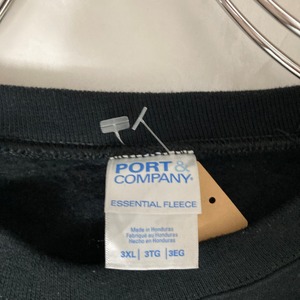 PORT &
COMPANY®
ESSENTIAL FLEECE
Made in Honduras
Fabriqué au Honduras
Hecho en Honduras
3XL | 3TG | 3EG